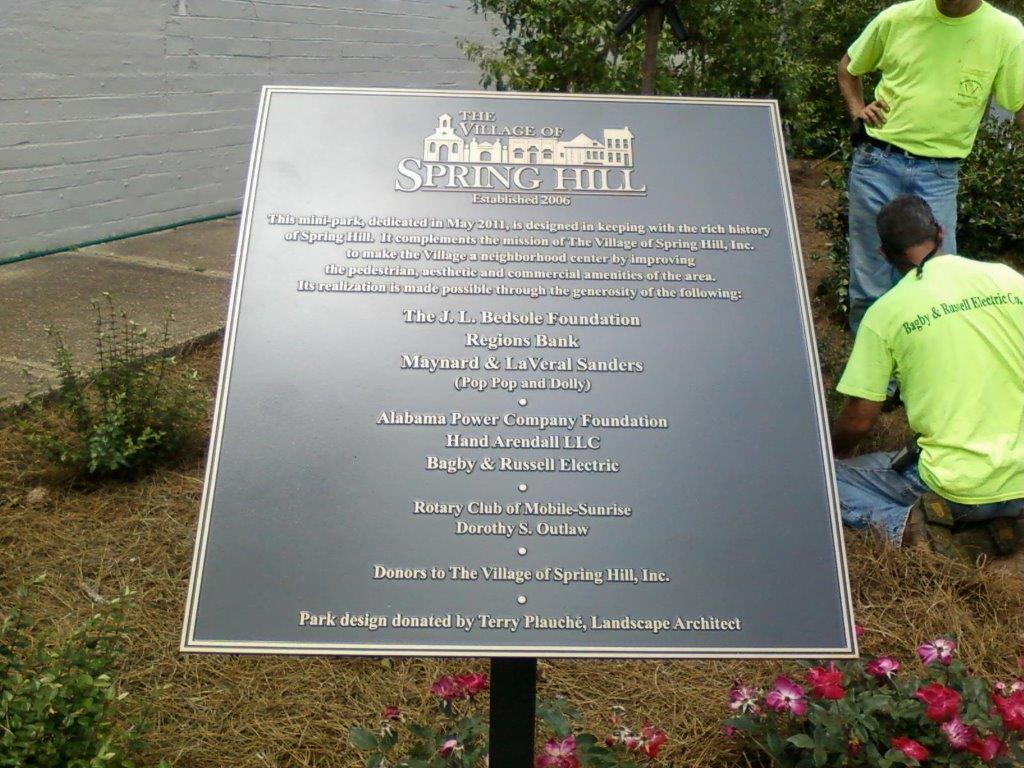 THE
VILLAGE OF
SPRING HILL
Established 2006
This mini-park, dedicated in May 2011, is designed in keeping with the rich history
of Spring Hill. It complements the mission of The Village of Spring Hill, Inc.
to make the Village a neighborhood center by improving
the pedestrian, aesthetic and commercial amenities of the area.
Its realization is made possible through the generosity of the following:
The J. L. Bedsole Foundation
Regions Bank
Maynard & LaVeral Sanders
(Pop Pop and Dolly)
Alabama Power Company Foundation
Hand Arendall LLC
Bagby & Russell Electric
Rotary Club of Mobile-Sunrise
Dorothy S. Outlaw
Donors to The Village of Spring Hill, Inc.
Park design donated by Terry Plauché, Landscape Architect
Bagby & Russell Electric Co.